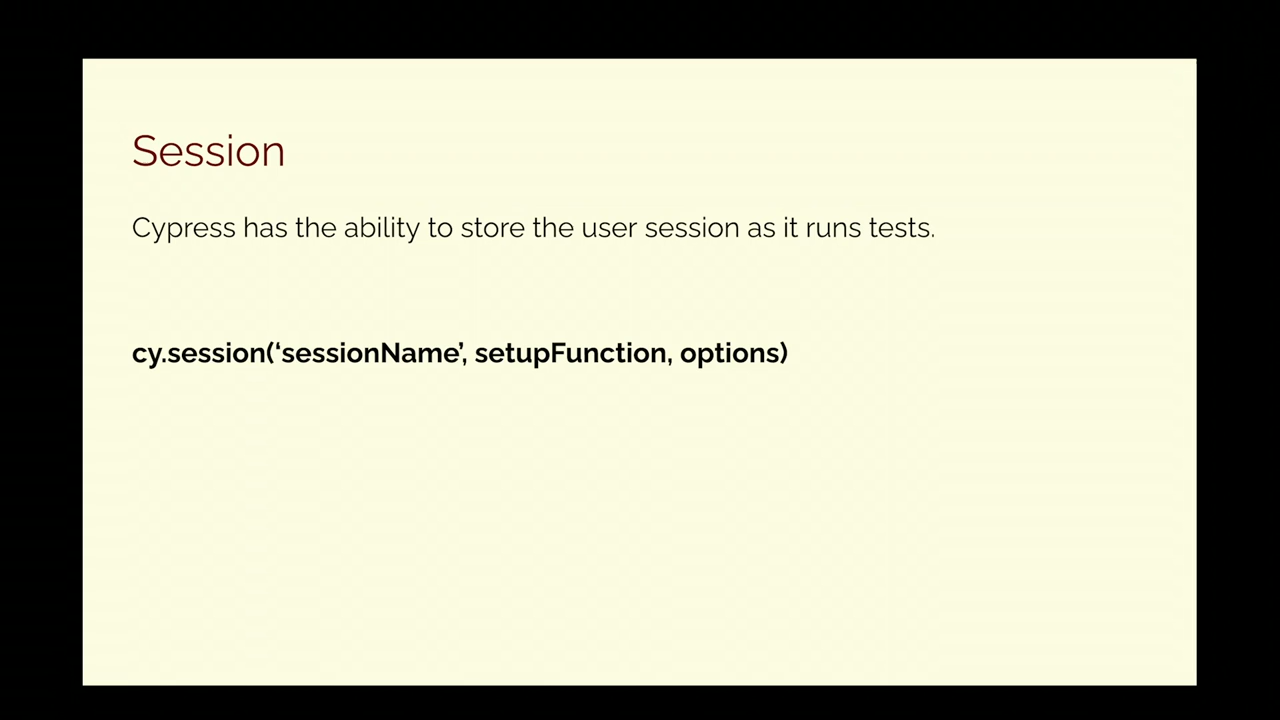 Session
Cypress has the ability to store the user session as it runs tests.
cy.session(‘sessionName’, setupFunction, options)